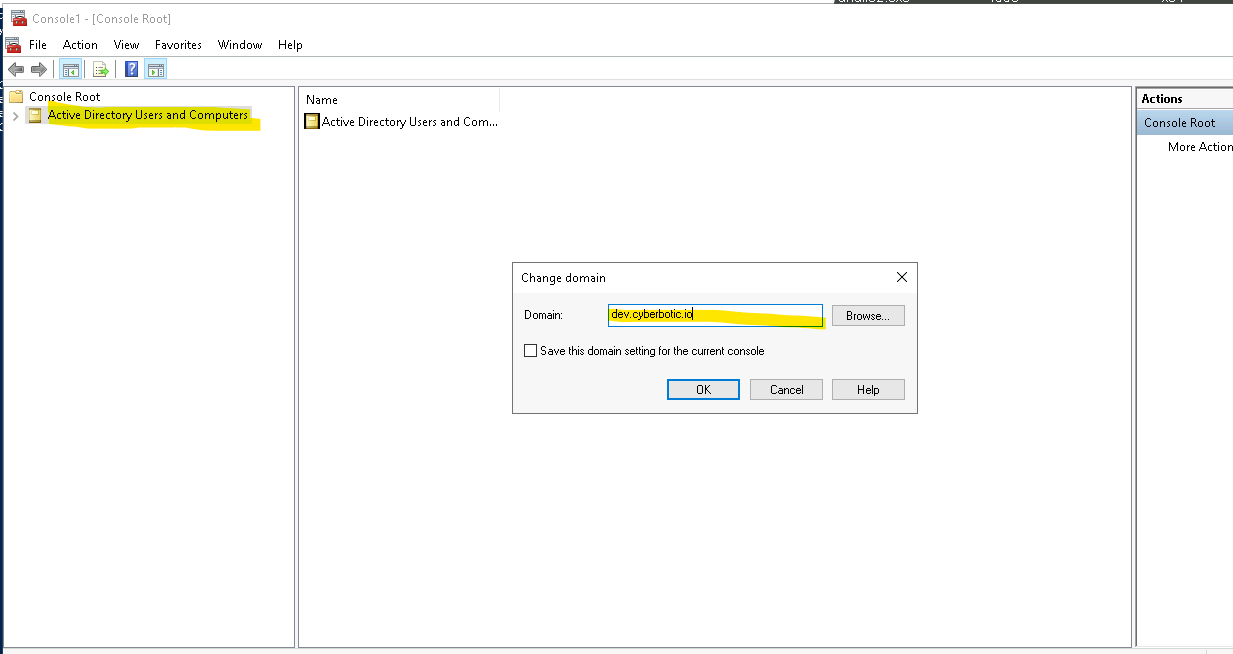 Console1 - [Console Root]
File Action View Favorites Window Help
Console Root
Active Directory Users and Computers
Name
Active Directory Users and Com...
Actions
Console Root
More Action
Change domain
Domain:
dev.cyberbotic.io
Browse...
Save this domain setting for the current console
OK Cancel Help